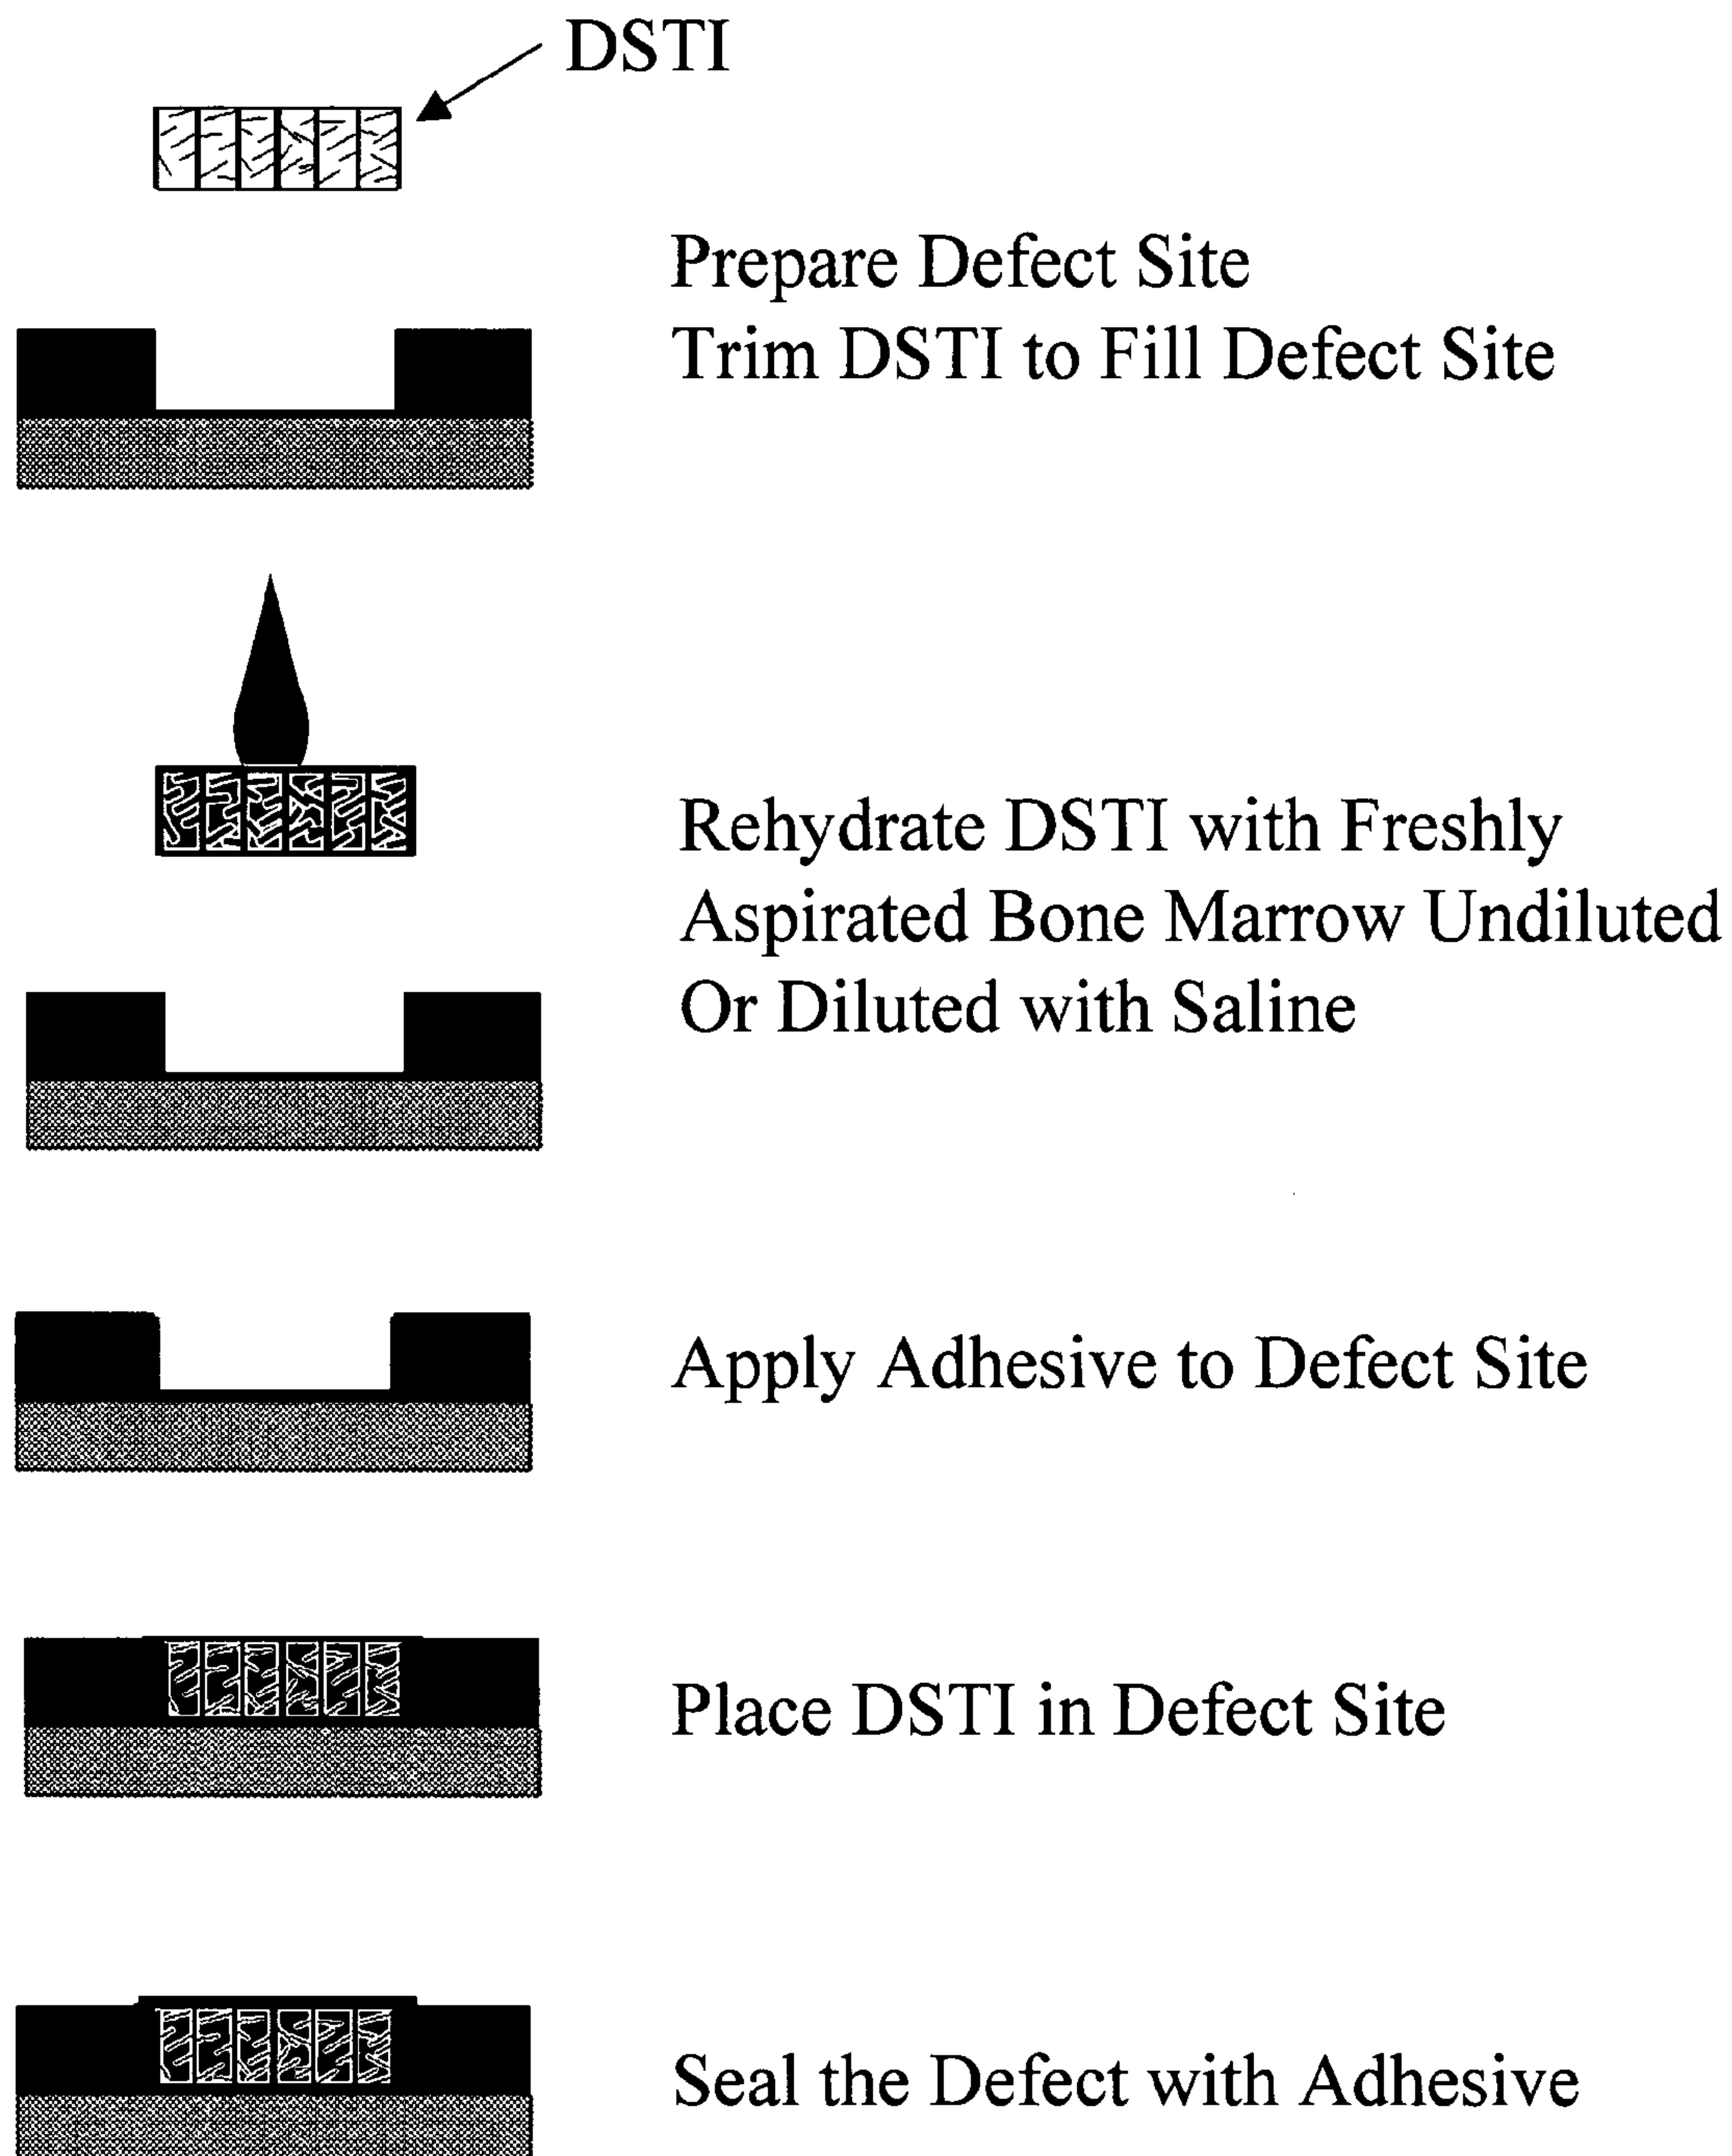 DSTI
Prepare Defect Site
Trim DSTI to Fill Defect Site
Rehydrate DSTI with Freshly
Aspirated Bone Marrow Undiluted
Or Diluted with Saline
Apply Adhesive to Defect Site
Place DSTI in Defect Site
Seal the Defect with Adhesive